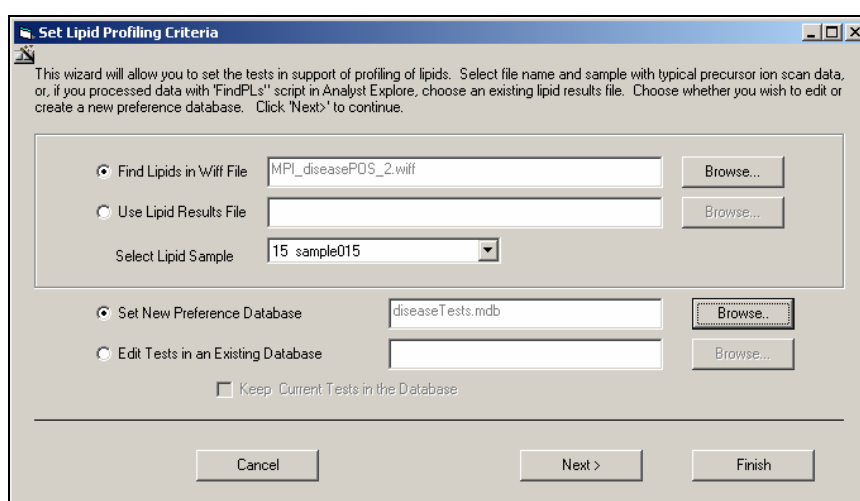 Set Lipid Profiling Criteria
This wizard will allow you to set the tests in support of profiling of lipids. Select file name and sample with typical precursor ion scan data,
or, if you processed data with 'FindPLs'' script in Analyst Explore, choose an existing lipid results file. Choose whether you wish to edit or
create a new preference database. Click 'Next>' to continue.
Find Lipids in Wiff File MPI_diseasePOS_2.wiff Browse...
Use Lipid Results File Browse...
Select Lipid Sample 15 sample015
Set New Preference Database diseaseTests.mdb Browse..
Edit Tests in an Existing Database Browse...
Keep Current Tests in the Database
Cancel Next > Finish